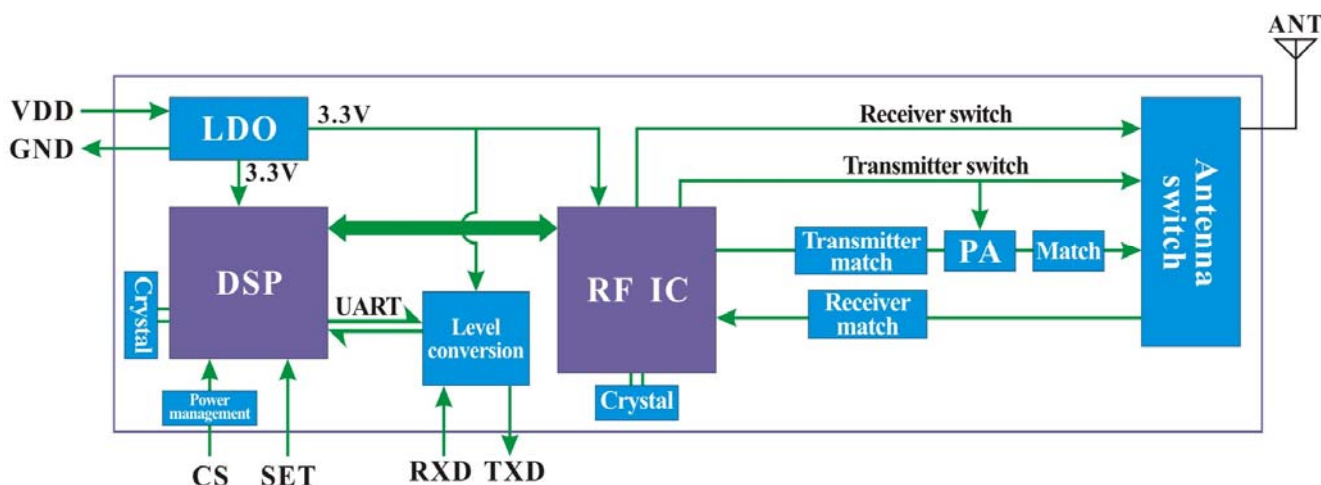 ANT
VDD
GND
LDO
3.3V
3.3V
Receiver switch
Transmitter switch
Antenna
switch
DSP
RF IC
Transmitter
match
PA
Match
Receiver
match
Crystal
UART
Level
conversion
Power
management
Crystal
CS
SET
RXD
TXD